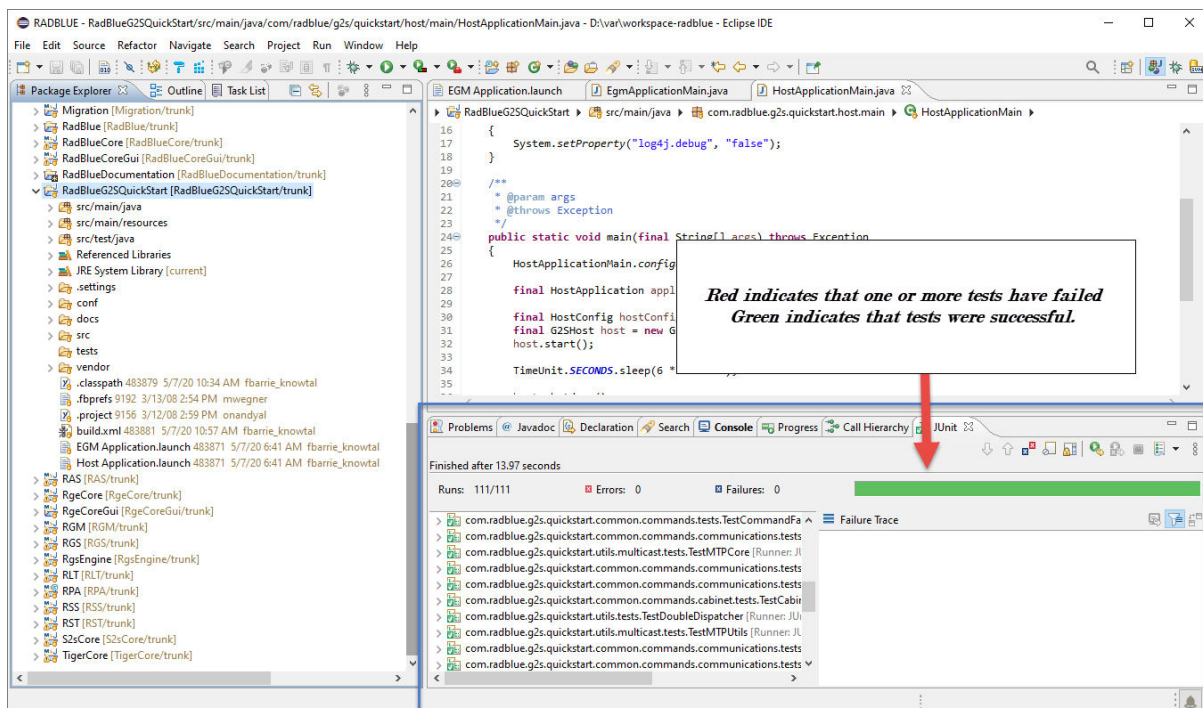 RADBLUE - RadBlueG2SQuickStart/src/main/java/com/radblue/g2s/quickstart/host/main/HostApplicationMain.java - D:\var\workspace-radblue - Eclipse IDE
File Edit Source Refactor Navigate Search Project Run Window Help
Package Explorer Outline Task List
Migration [Migration/trunk]
RadBlue [RadBlue/trunk]
RadBlueCore [RadBlueCore/trunk]
RadBlueCoreGui [RadBlueCoreGui/trunk]
RadBlueDocumentation [RadBlueDocumentation/trunk]
RadBlueG2SQuickStart [RadBlueG2SQuickStart/trunk]
src/main/java
src/main/resources
src/test/java
Referenced Libraries
JRE System Library [current]
.settings
conf
docs
src
tests
vendor
.classpath 483879 5/7/20 10:34 AM fbarrie_knowtal
.fbprefs 9192 3/13/08 2:54 PM mwegner
.project 9156 3/12/08 2:59 PM onandyal
build.xml 483881 5/7/20 10:57 AM fbarrie_knowtal
EGM Application.launch 483871 5/7/20 6:41 AM fbarrie_knowtal
Host Application.launch 483871 5/7/20 6:41 AM fbarrie_knowtal
RAS [RAS/trunk]
RgeCore [RgeCore/trunk]
RgeCoreGui [RgeCoreGui/trunk]
RGM [RGM/trunk]
RGS [RGS/trunk]
RgsEngine [RgsEngine/trunk]
RLT [RLT/trunk]
RPA [RPA/trunk]
RSS [RSS/trunk]
RST [RST/trunk]
S2sCore [S2sCore/trunk]
TigerCore [TigerCore/trunk]
EGM Application.launch EgmApplicationMain.java HostApplicationMain.java
RadBlueG2SQuickStart src/main/java com.radblue.g2s.quickstart.host.main HostApplicationMain
16 {
17 System.setProperty("log4j.debug", "false");
18 }
19
20 /**
21 * @param args
22 * @throws Exception
23 */
24 public static void main(final String[] args) throws Exception
25 {
26 HostApplicationMain.config
27
28 final HostApplication appl
29
30 final HostConfig hostConfi
31 final G2SHost host = new G
32 host.start();
33
34 TimeUnit.SECONDS.sleep(6 *
35
Red indicates that one or more tests have failed
Green indicates that tests were successful.
Problems Javadoc Declaration Search Console Progress Call Hierarchy JUnit
Finished after 13.97 seconds
Runs: 111/111 Errors: 0 Failures: 0
com.radblue.g2s.quickstart.common.commands.tests.TestCommandFa
com.radblue.g2s.quickstart.common.commands.communications.tests
com.radblue.g2s.quickstart.utils.multicast.tests.TestMTPCore [Runner: JU
com.radblue.g2s.quickstart.common.commands.communications.tests
com.radblue.g2s.quickstart.common.commands.communications.tests
com.radblue.g2s.quickstart.common.commands.cabinet.tests.TestCabin
com.radblue.g2s.quickstart.utils.tests.TestDoubleDispatcher [Runner: JU
com.radblue.g2s.quickstart.utils.multicast.tests.TestMTPUtils [Runner: JU
com.radblue.g2s.quickstart.common.commands.communications.tests
com.radblue.g2s.quickstart.common.commands.communications.tests
Failure Trace